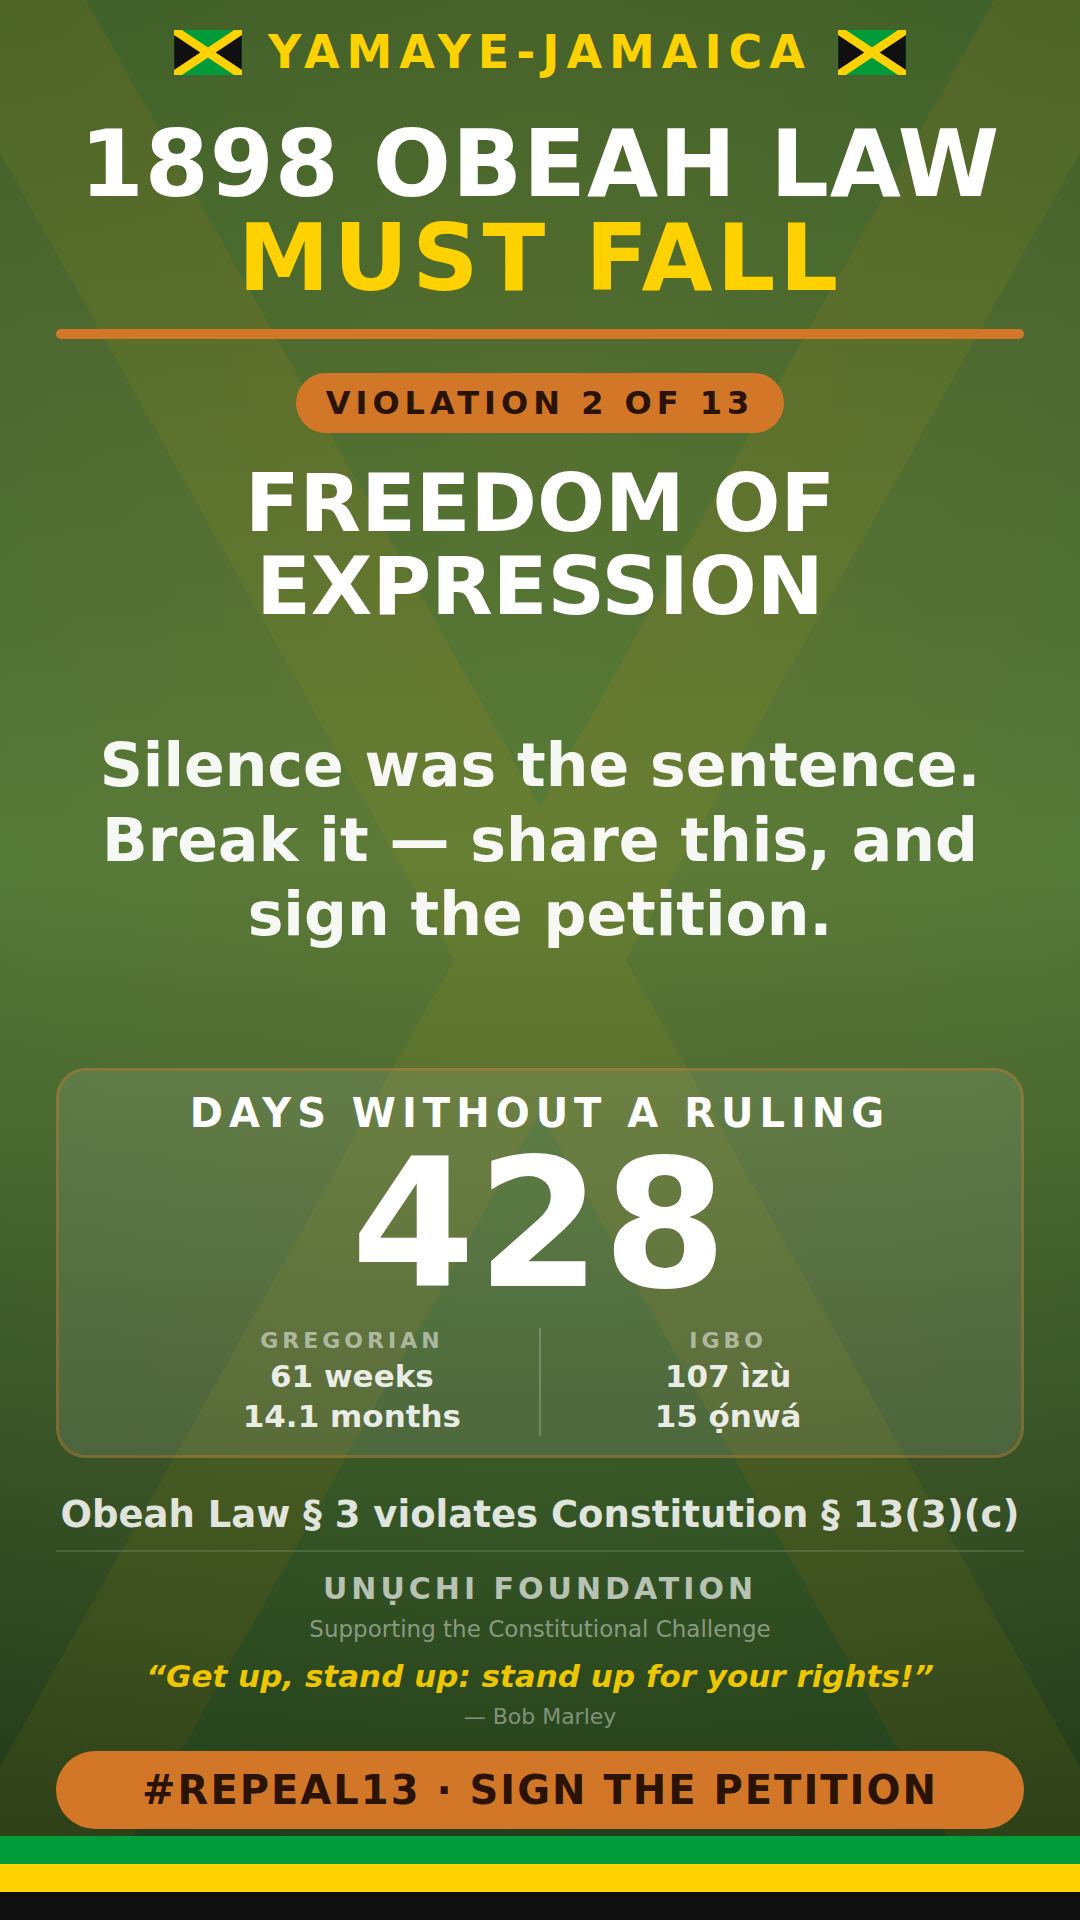 YAMAYE-JAMAICA
1898 OBEAH LAW
MUST FALL
VIOLATION 2 OF 13
FREEDOM OF
EXPRESSION
Silence was the sentence.
Break it — share this, and
sign the petition.
DAYS WITHOUT A RULING
428
GREGORIAN
61 weeks
14.1 months
IGBO
107 ìzù
15 ọ́nwá
Obeah Law § 3 violates Constitution § 13(3)(c)
UNỤCHI FOUNDATION
Supporting the Constitutional Challenge
“Get up, stand up: stand up for your rights!”
— Bob Marley
#REPEAL13 · SIGN THE PETITION